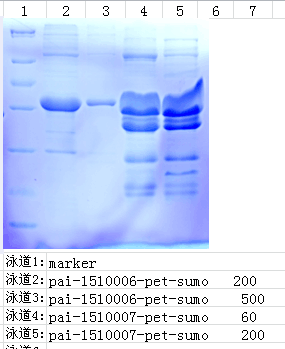 1 2 3 4 5 6 7
泳道1: marker
泳道2: pai-1510006-pet-sumo 200
泳道3: pai-1510006-pet-sumo 500
泳道4: pai-1510007-pet-sumo 60
泳道5: pai-1510007-pet-sumo 200